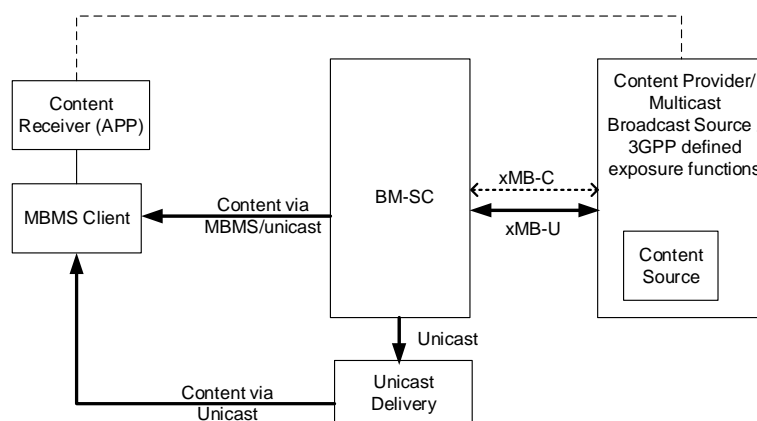 Content
Receiver (APP)
MBMS Client
Content via
MBMS/unicast
BM-SC
xMB-C
xMB-U
Content Provider/
Multicast
Broadcast Source
3GPP defined
exposure functions
Content
Source
Unicast
Unicast
Delivery
Content via
Unicast